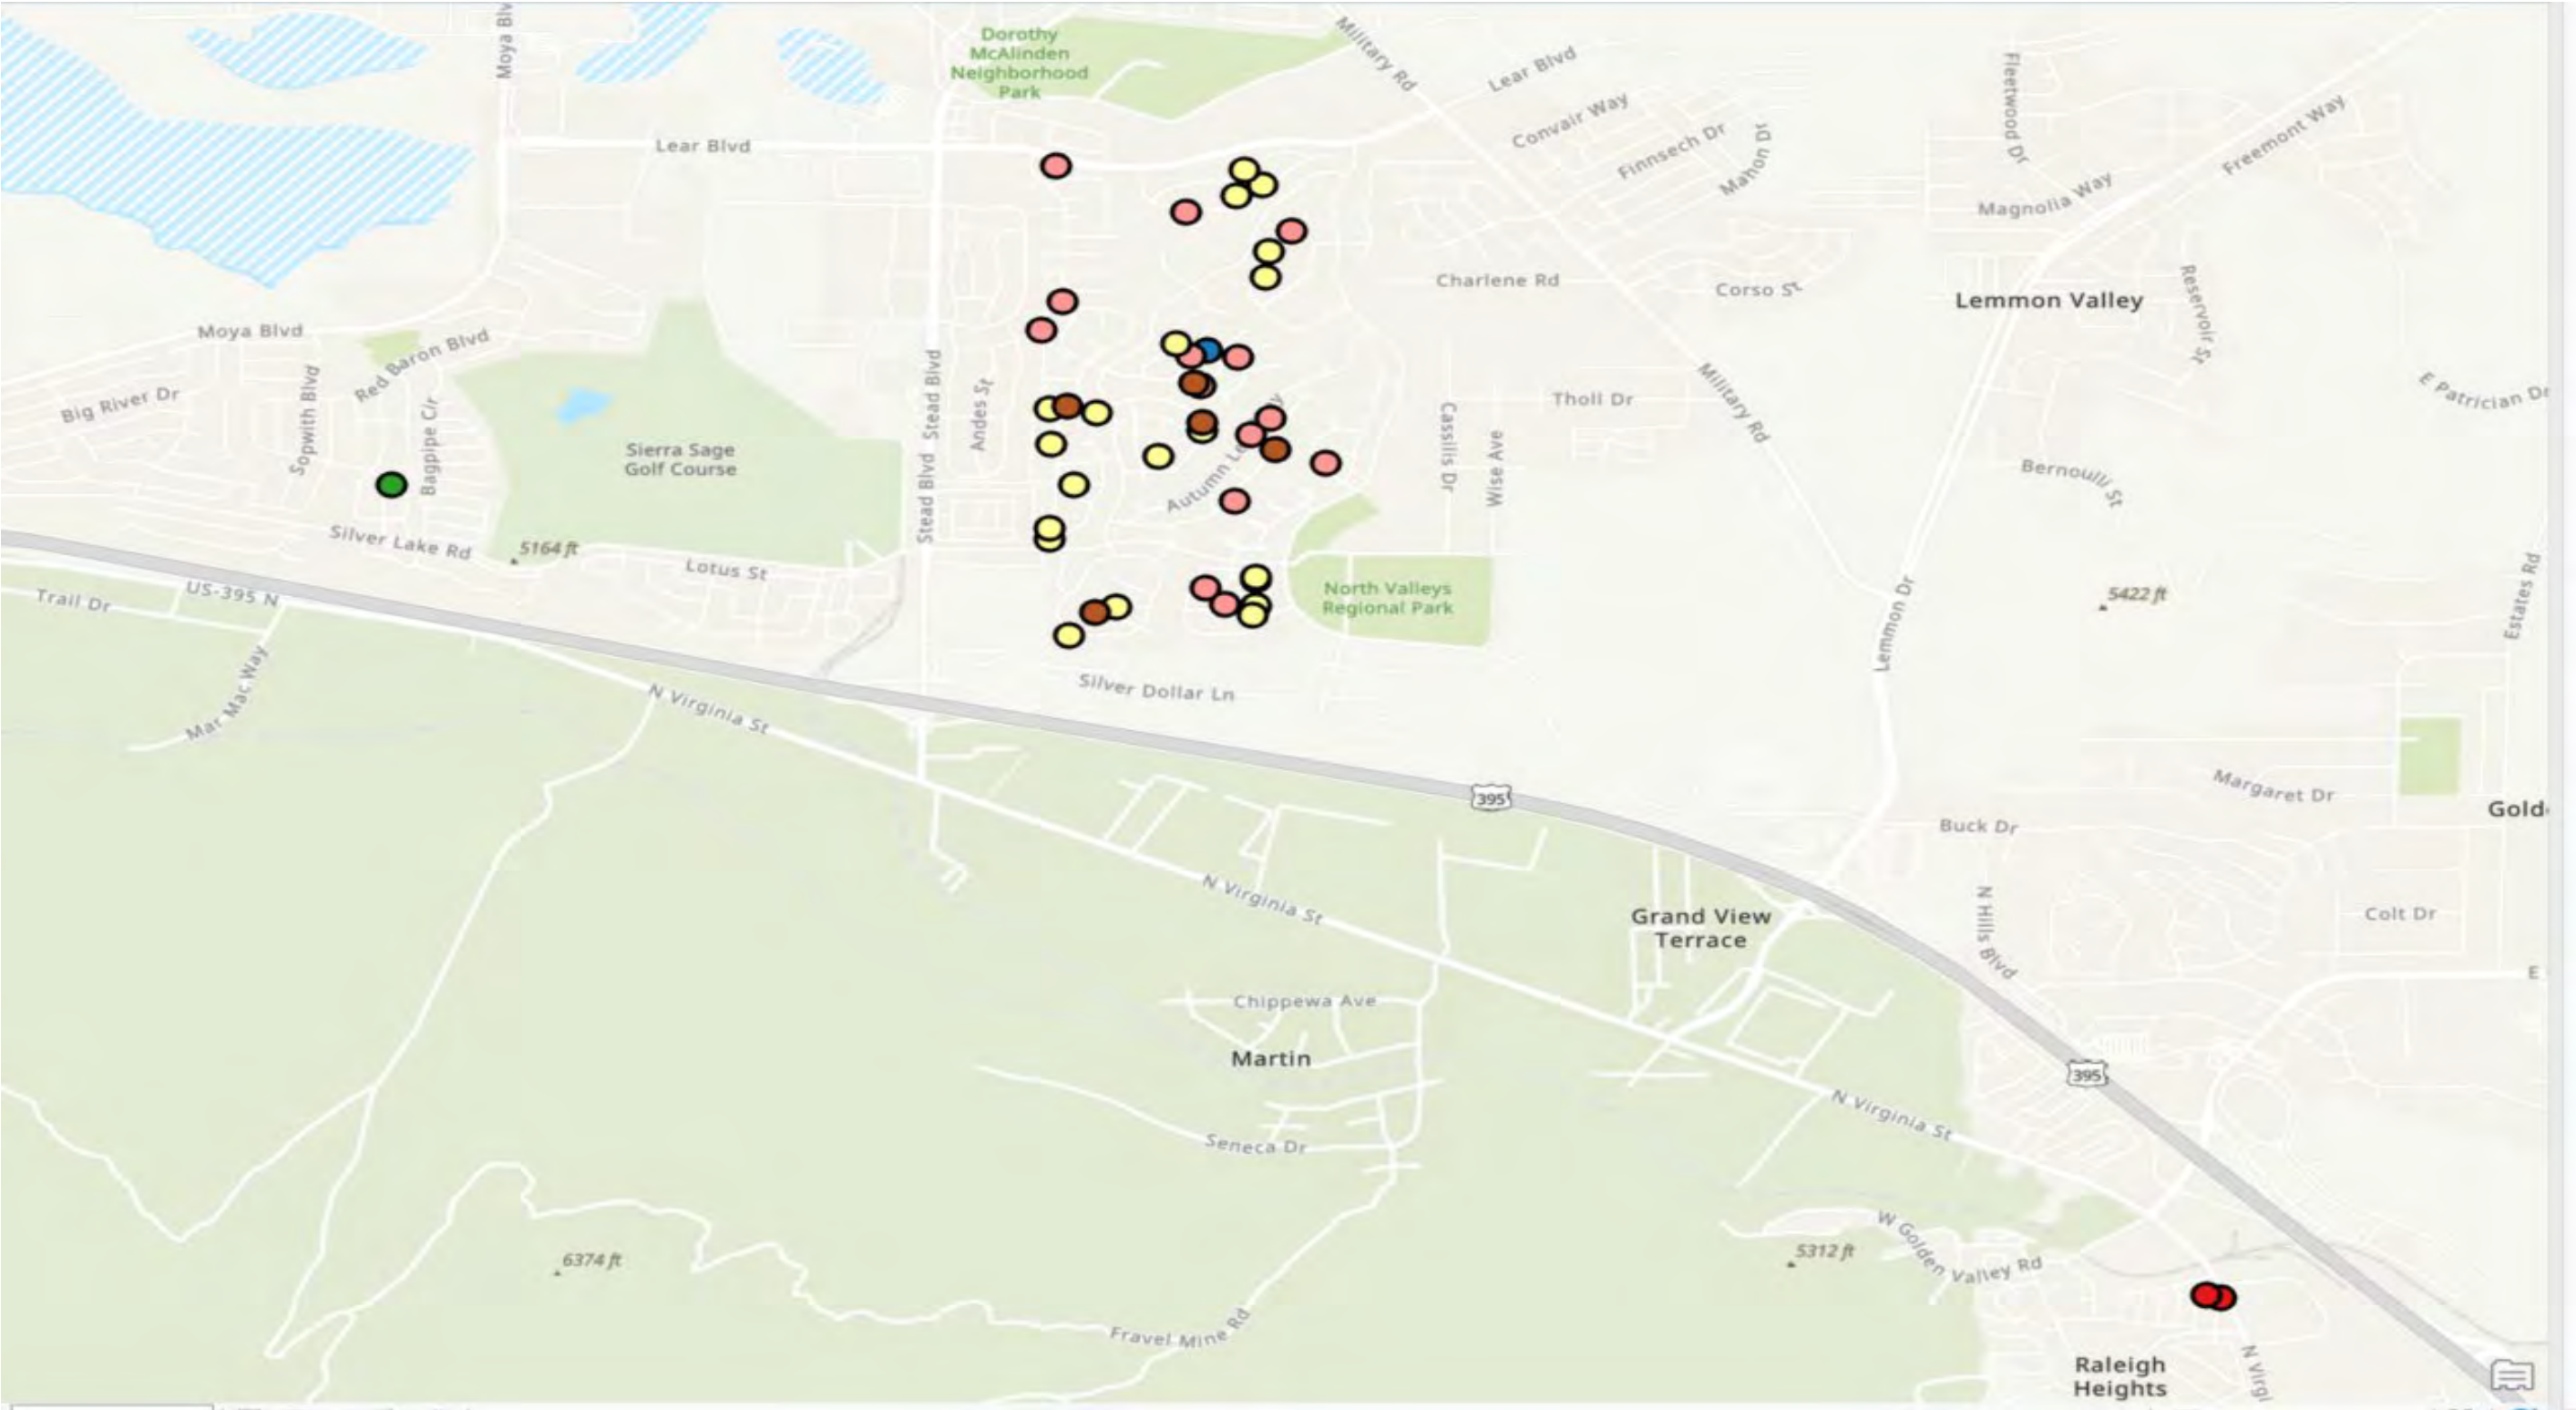 Moya Blv
Dorothy
McAlinden
Neighborhood
Park
Military Rd
Lear Blvd
Convair Way
Finnsech Dr
Mahon Dr
Fleetwood Dr
Freemont Way
Lear Blvd
Magnolia Way
Charlene Rd
Corso St
Lemmon Valley
Reservoir St
Moya Blvd
Red Baron Blvd
Big River Dr
Sopwith Blvd
Bagpipe Cir
Stead Blvd
Stead Blvd
Andes St
Sierra Sage
Golf Course
Autumn Le
y
Cassilis Dr
Wise Ave
Tholl Dr
Military Rd
E Patrician Dr
Bernoulli St
Silver Lake Rd
5164 ft
Lotus St
US-395 N
Trail Dr
North Valleys
Regional Park
Lemmon Dr
5422 ft
Estates Rd
Mar Mac Way
N Virginia St
Silver Dollar Ln
395
Margaret Dr
Gold
Buck Dr
N Virginia St
Grand View
Terrace
N Hills Blvd
Colt Dr
E
Chippewa Ave
Martin
395
N Virginia St
Seneca Dr
W Golden Valley Rd
5312 ft
6374 ft
Fravel Mine Rd
Raleigh
Heights
N Virgi